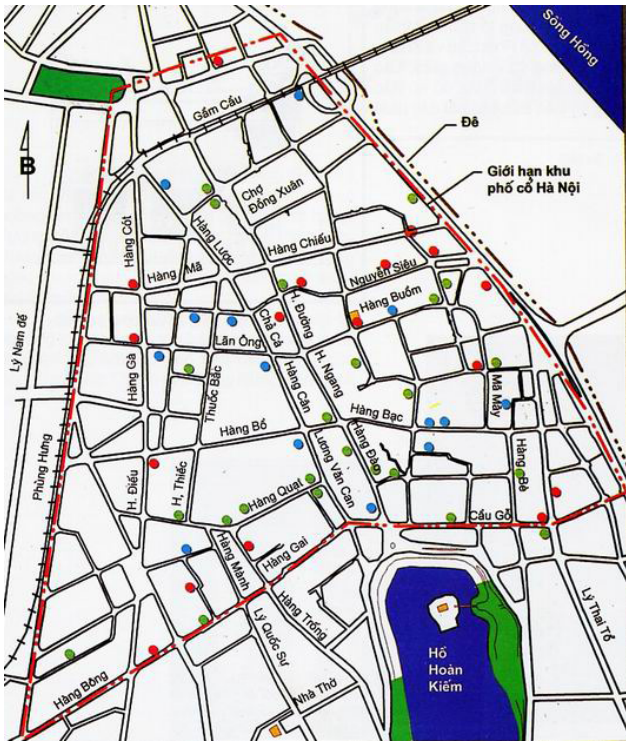 Sông Hồng
Gầm Cầu
Đê
B
Giới hạn khu
phố cổ Hà Nội
Chợ
Đồng Xuân
Hàng Lược
Hàng Cót
Hàng Chiếu
Hàng Mã
Nguyễn Siêu
Hàng Buồm
H. Đường
Chả Cá
Lãn Ông
Lý Nam đế
Hàng Gà
Thuốc Bắc
H. Ngang
Hàng Cân
Mã Mây
Hàng Bạc
Hàng Bồ
Phùng Hưng
Lương Văn Can
Hàng Đào
Hàng Bè
H. Điếu
H. Thiếc
Hàng Quạt
Cầu Gỗ
Hàng Gai
Hàng Mành
Hàng Trống
Lý Quốc Sư
Lý Thái Tổ
Hồ
Hoàn
Kiếm
Hàng Bông
Nhà Thờ